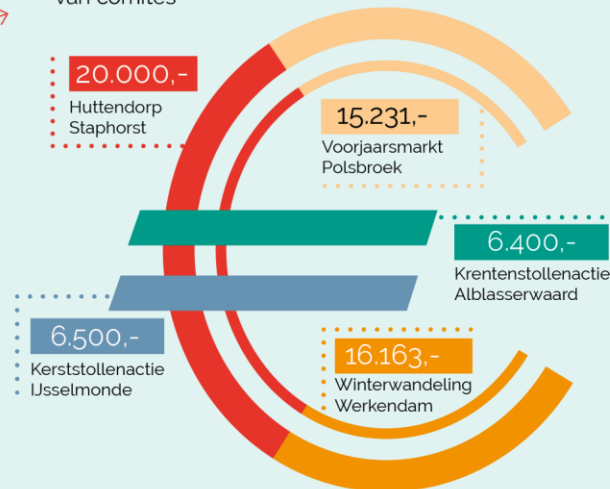 van comités
20.000,-
Huttendorp
Staphorst
15.231,-
Voorjaarsmarkt
Polsbroek
6.400,-
Krentenstollenactie
Alblasserwaard
6.500,-
Kerststollenactie
IJsselmonde
16.163,-
Winterwandeling
Werkendam